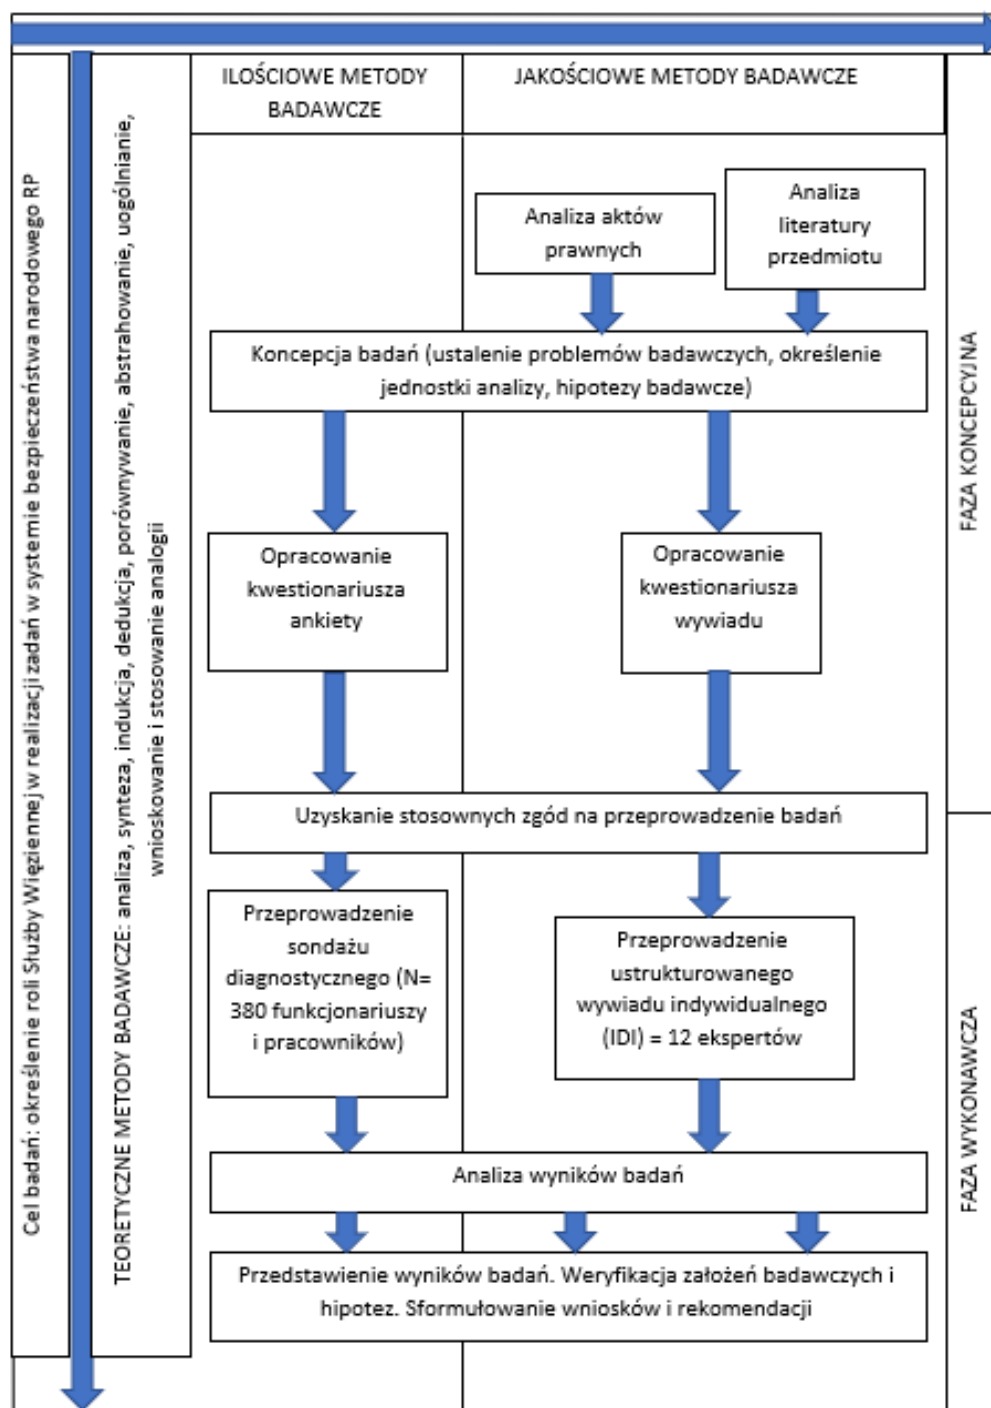 Cel badań: określenie roli Służby Więziennej w realizacji zadań w systemie bezpieczeństwa narodowego RP
TEORETYCZNE METODY BADAWCZE: analiza, synteza, indukcja, dedukcja, porównywanie, abstrahowanie, uogólnianie,
wnioskowanie i stosowanie analogii
ILOŚCIOWE METODY
BADAWCZE
JAKOŚCIOWE METODY BADAWCZE
Analiza aktów
prawnych
Analiza
literatury
przedmiotu
Koncepcja badań (ustalenie problemów badawczych, określenie
jednostki analizy, hipotezy badawcze)
Opracowanie
kwestionariusza
ankiety
Opracowanie
kwestionariusza
wywiadu
Uzyskanie stosownych zgód na przeprowadzenie badań
Przeprowadzenie
sondażu
diagnostycznego (N=
380 funkcjonariuszy
i pracowników)
Przeprowadzenie
ustrukturowanego
wywiadu indywidualnego
(IDI) = 12 ekspertów
Analiza wyników badań
Przedstawienie wyników badań. Weryfikacja założeń badawczych i
hipotez. Sformułowanie wniosków i rekomendacji
FAZA KONCEPCYJNA
FAZA WYKONAWCZA